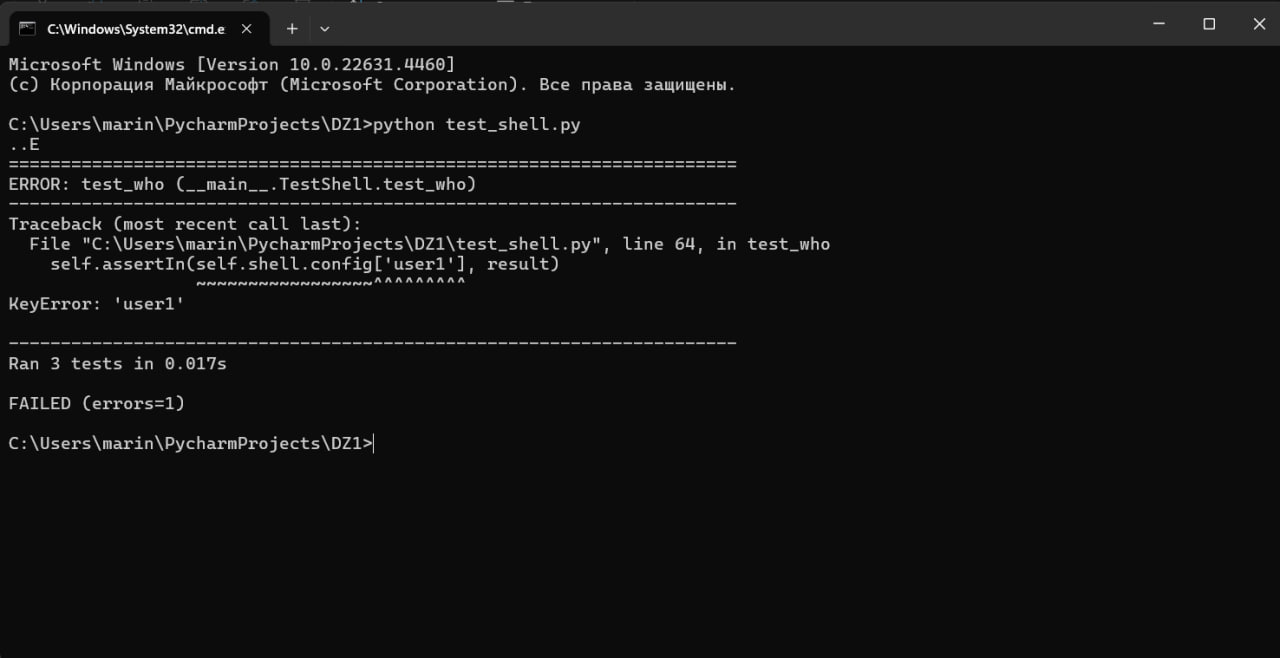 C:\Windows\System32\cmd.e
Microsoft Windows [Version 10.0.22631.4460]
(c) Корпорация Майкрософт (Microsoft Corporation). Все права защищены.
C:\Users\marin\PycharmProjects\DZ1>python test_shell.py
..E
======================================================================
ERROR: test_who (__main__.TestShell.test_who)
----------------------------------------------------------------------
Traceback (most recent call last):
  File "C:\Users\marin\PycharmProjects\DZ1\test_shell.py", line 64, in test_who
    self.assertIn(self.shell.config['user1'], result)
                  ~~~~~~~~~~~~~~~~~^^^^^^^^^
KeyError: 'user1'
----------------------------------------------------------------------
Ran 3 tests in 0.017s
FAILED (errors=1)
C:\Users\marin\PycharmProjects\DZ1>